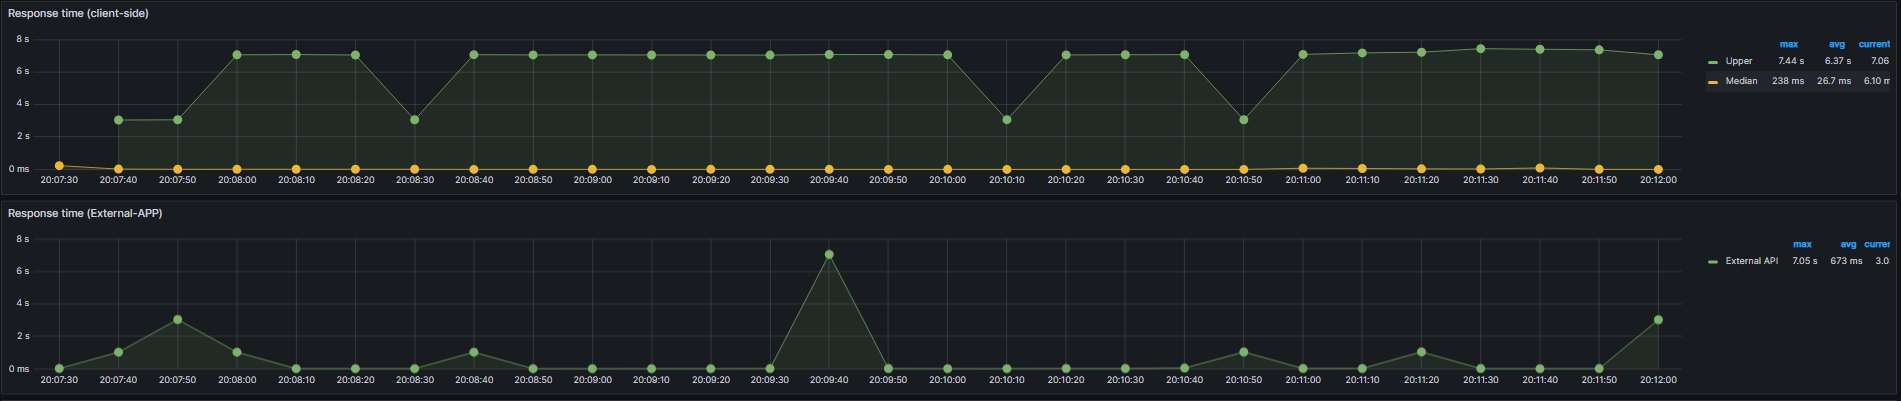 Response time (client-side)
8 s
6 s
4 s
2 s
0 ms
20:07:30 20:07:40 20:07:50 20:08:00 20:08:10 20:08:20 20:08:30 20:08:40 20:08:50 20:09:00 20:09:10 20:09:20 20:09:30 20:09:40 20:09:50 20:10:00 20:10:10 20:10:20 20:10:30 20:10:40 20:10:50 20:11:00 20:11:10 20:11:20 20:11:30 20:11:40 20:11:50 20:12:00
max avg current
Upper 7.44 s 6.37 s 7.06
Median 238 ms 26.7 ms 6.10 m
Response time (External-APP)
8 s
6 s
4 s
2 s
0 ms
20:07:30 20:07:40 20:07:50 20:08:00 20:08:10 20:08:20 20:08:30 20:08:40 20:08:50 20:09:00 20:09:10 20:09:20 20:09:30 20:09:40 20:09:50 20:10:00 20:10:10 20:10:20 20:10:30 20:10:40 20:10:50 20:11:00 20:11:10 20:11:20 20:11:30 20:11:40 20:11:50 20:12:00
max avg currer
External API 7.05 s 673 ms 3.0